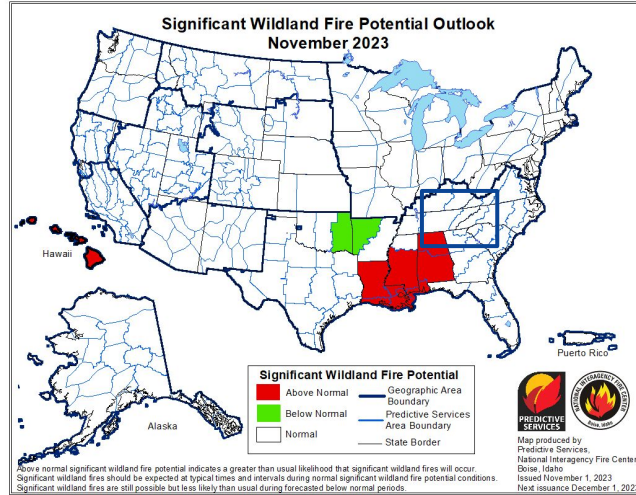 Significant Wildland Fire Potential Outlook
November 2023
Hawaii
Alaska
Puerto Rico
Significant Wildland Fire Potential
Above Normal
Below Normal
Normal
Geographic Area
Boundary
Predictive Services
Area Boundary
State Border
PREDICTIVE
SERVICES
NATIONAL INTERAGENCY FIRE CENTER
Boise, Idaho
Map produced by
Predictive Services,
National Interagency Fire Center
Boise, Idaho
Issued November 1, 2023
Next issuance December 1, 2023
Above normal significant wildland fire potential indicates a greater than usual likelihood that significant wildland fires will occur.
Significant wildland fires should be expected at typical times and intervals during normal significant wildland fire potential conditions.
Significant wildland fires are still possible but less likely than usual during forecasted below normal periods.